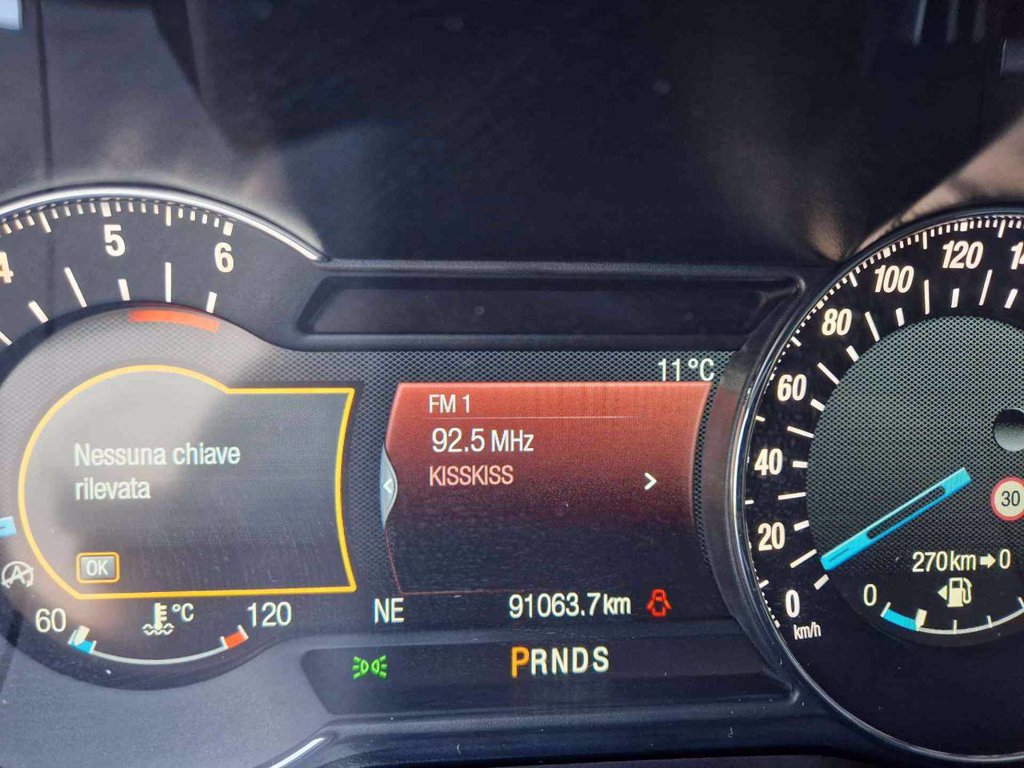 4 5 6
Nessuna chiave
rilevata
OK
A
60 °C 120
FM 1
92.5 MHz
KISSKISS
11°C
NE 91063.7km
PRNDS
0 20 40 60 80 100 120
km/h
30
270km➡0
0